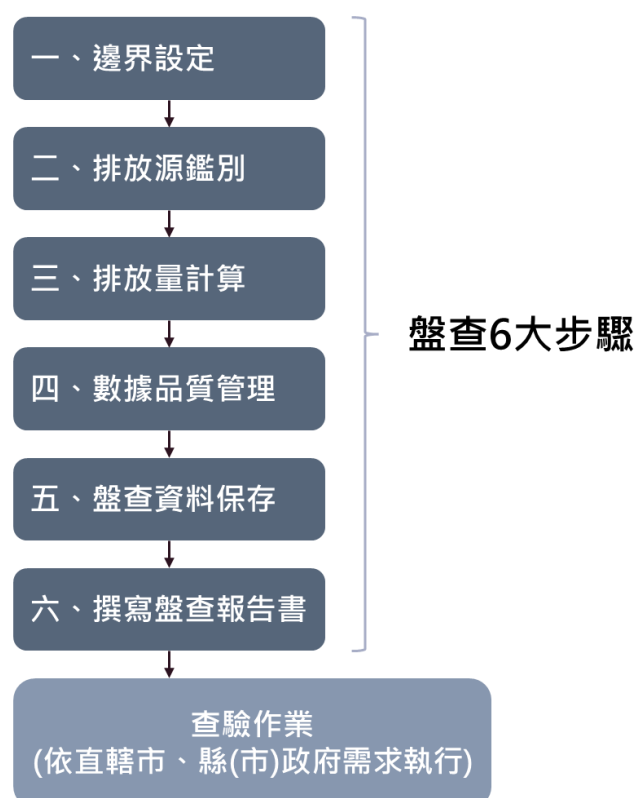 一、邊界設定
二、排放源鑑別
三、排放量計算
四、數據品質管理
五、盤查資料保存
六、撰寫盤查報告書
盤查6大步驟
查驗作業
(依直轄市、縣(市)政府需求執行)